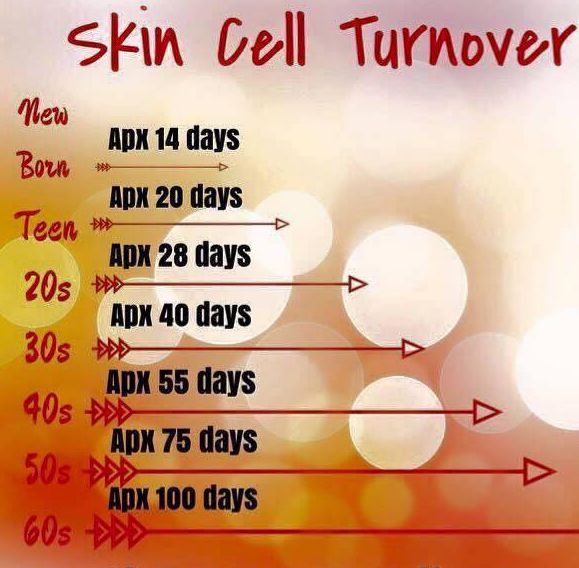 Skin Cell Turnover
New
Apx 14 days
Born
Apx 20 days
Teen
Apx 28 days
20s
Apx 40 days
30s
Apx 55 days
40s
Apx 75 days
50s
Apx 100 days
60s